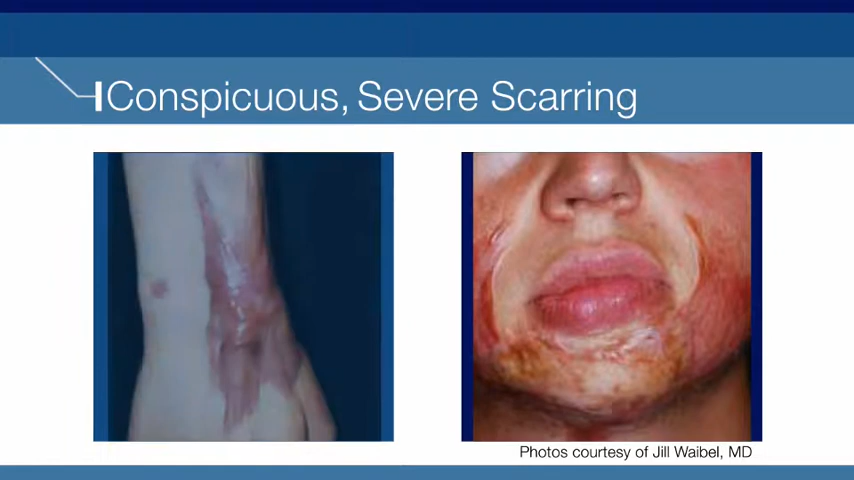 Conspicuous, Severe Scarring
Photos courtesy of Jill Waibel, MD